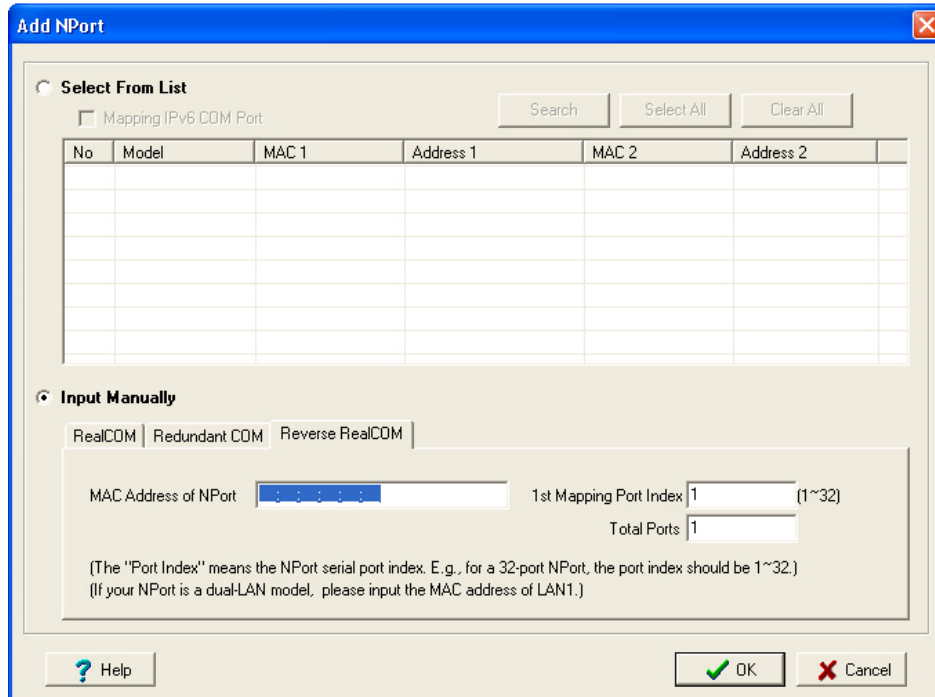 Add NPort
Select From List
Mapping IPv6 COM Port
Search
Select All
Clear All
No Model MAC 1 Address 1 MAC 2 Address 2
Input Manually
RealCOM Redundant COM Reverse RealCOM
MAC Address of NPort : : : : :
1st Mapping Port Index 1 (1~32)
Total Ports 1
(The "Port Index" means the NPort serial port index. E.g., for a 32-port NPort, the port index should be 1~32.)
(If your NPort is a dual-LAN model, please input the MAC address of LAN1.)
? Help
OK
Cancel